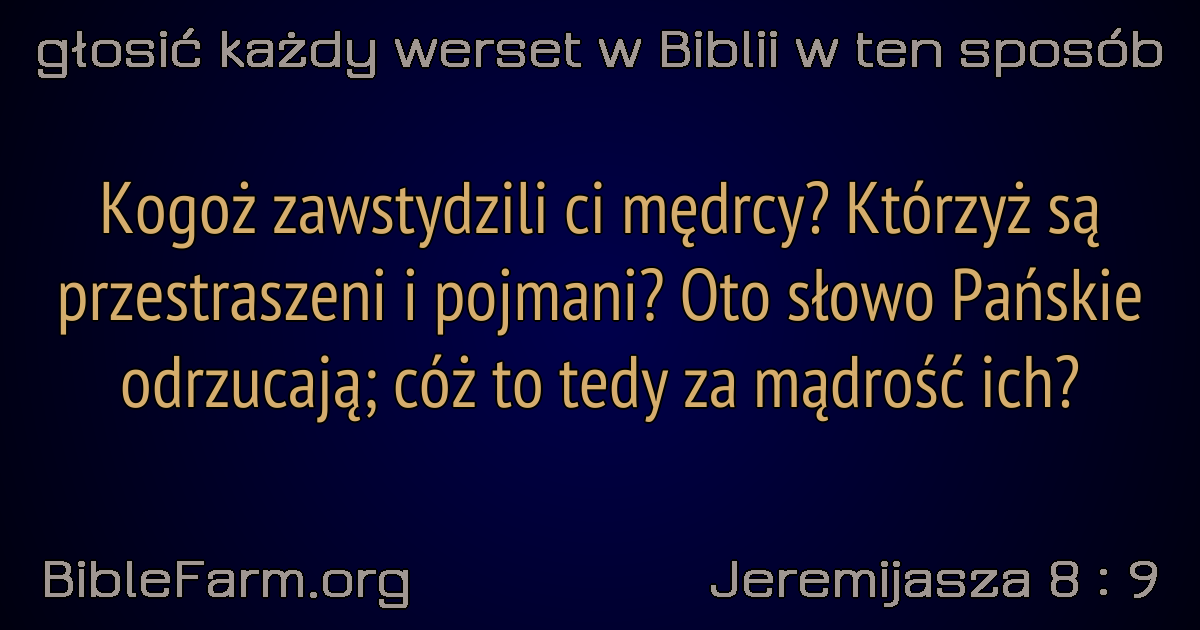 głosić każdy werset w Biblii w ten sposób
Kogoż zawstydzili ci mędrcy? Którzyż są
przestraszeni i pojmani? Oto słowo Pańskie
odrzucają; cóż to tedy za mądrość ich?
BibleFarm.org
Jeremijasza 8 : 9